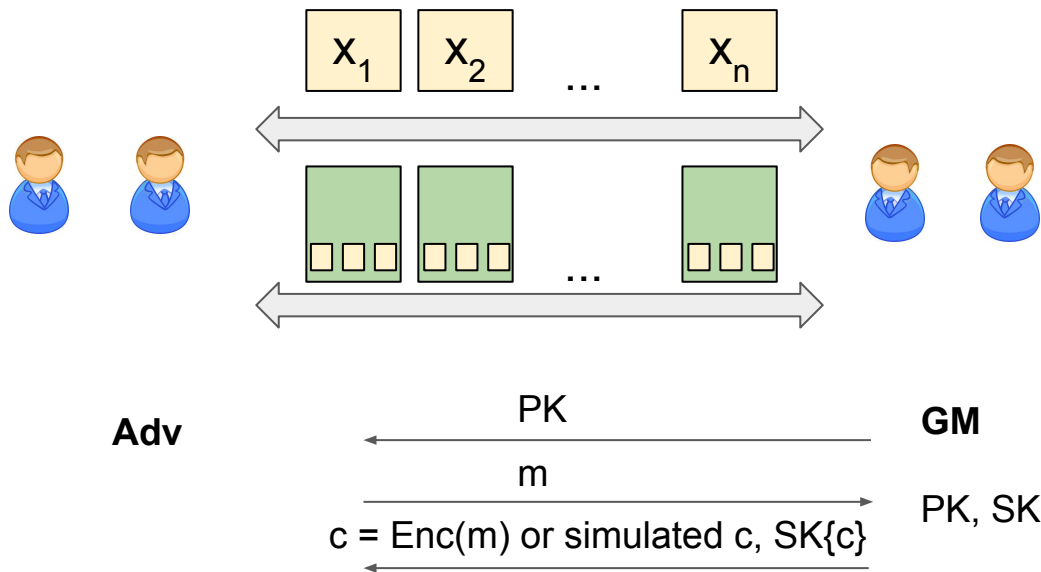 x₁ x₂ ... xₙ
...
PK
Adv GM
m
PK, SK
c = Enc(m) or simulated c, SK{c}